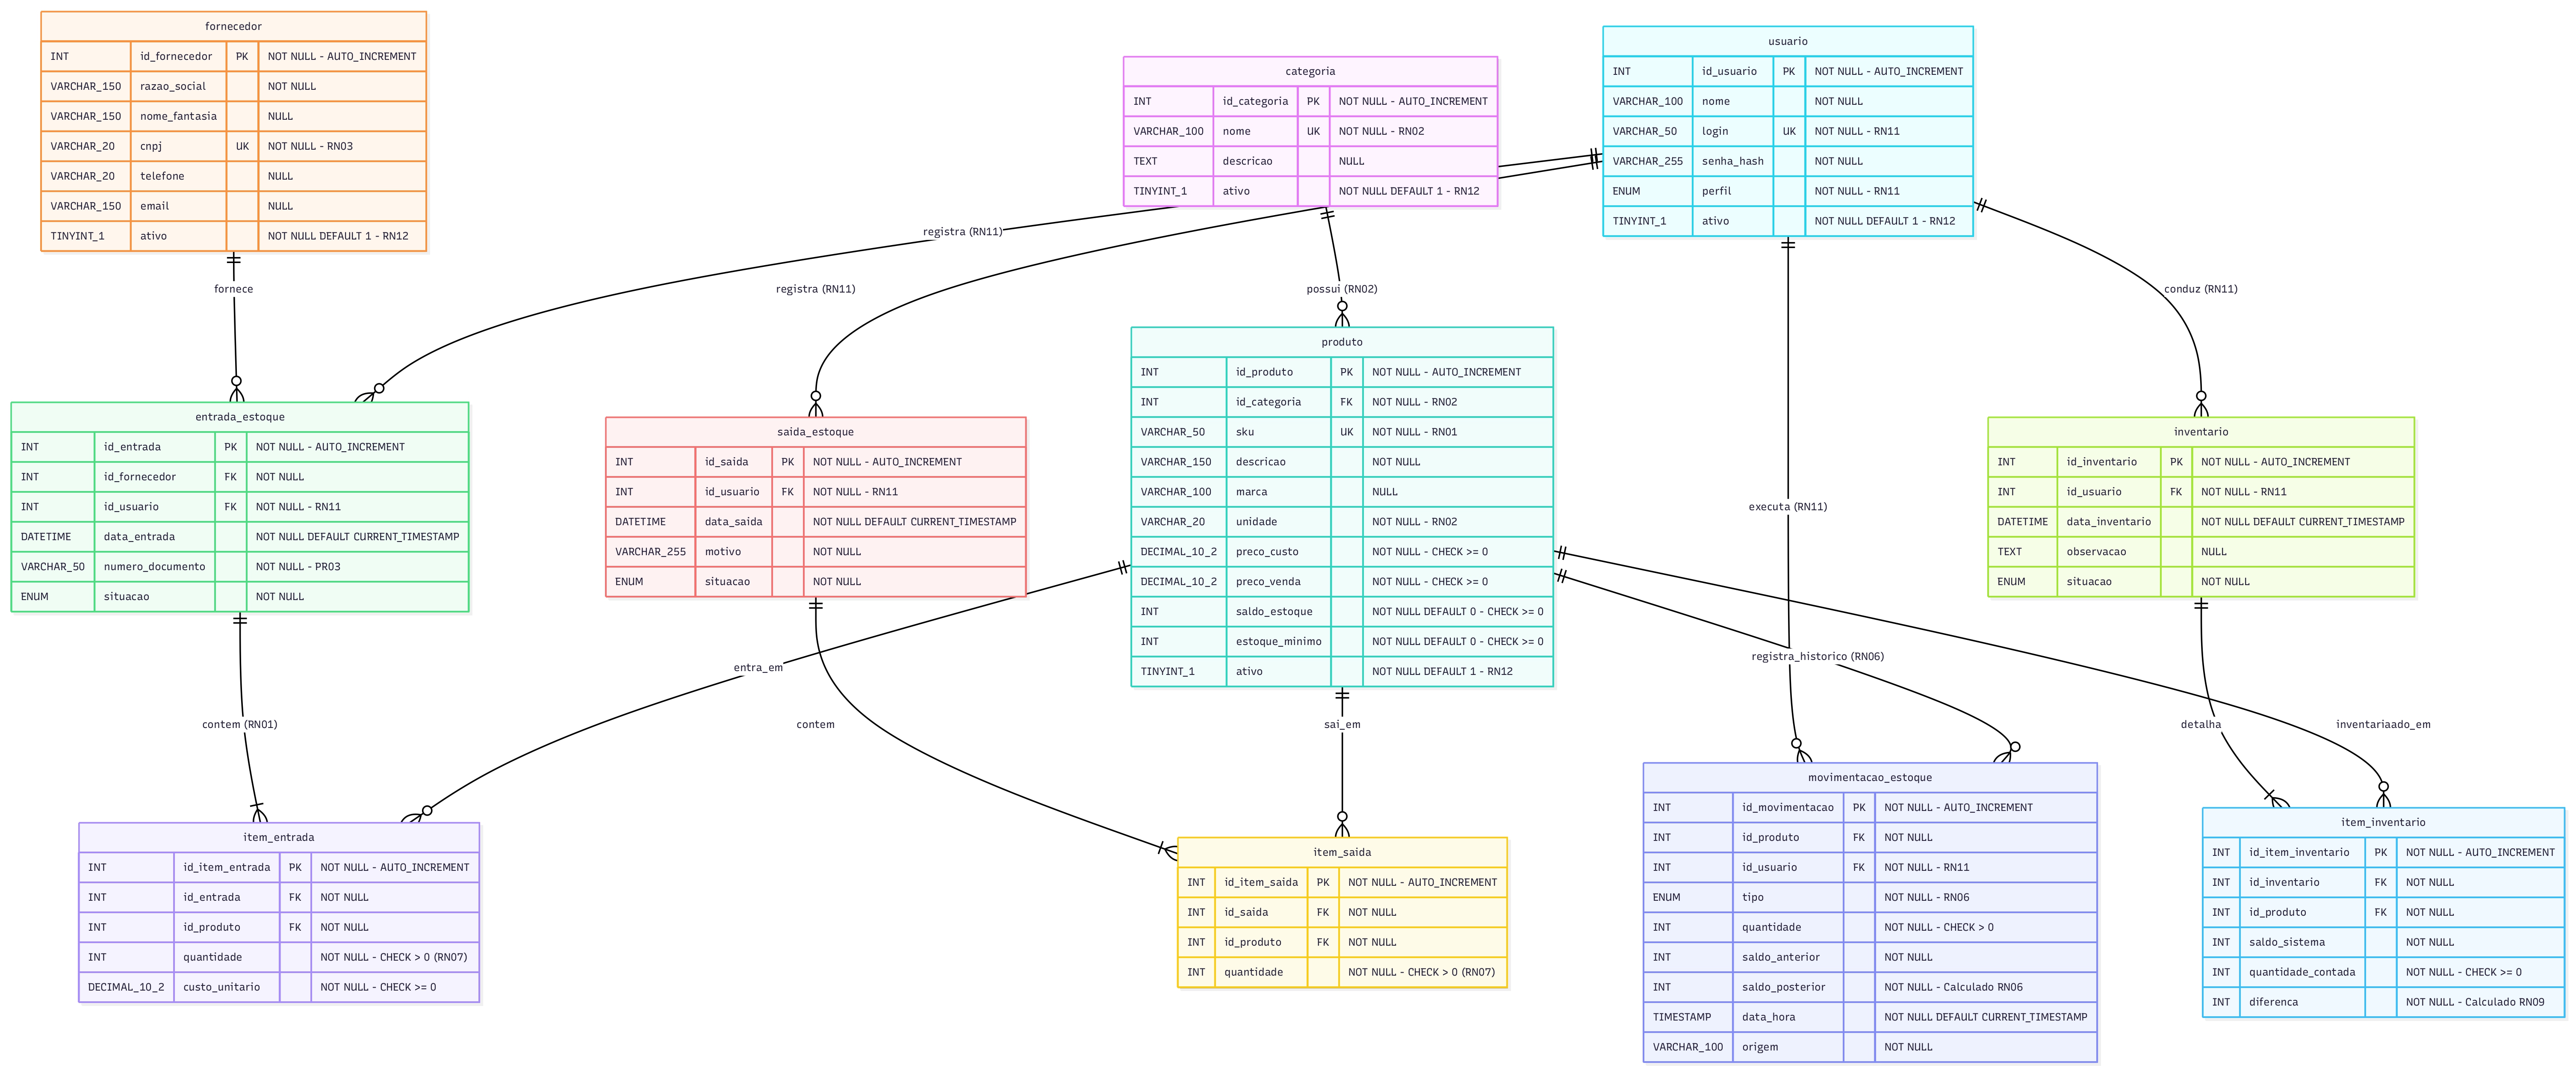 fornecedor
INT id_fornecedor PK NOT NULL - AUTO_INCREMENT
VARCHAR_150 razao_social NOT NULL
VARCHAR_150 nome_fantasia NULL
VARCHAR_20 cnpj UK NOT NULL - RN03
VARCHAR_20 telefone NULL
VARCHAR_150 email NULL
TINYINT_1 ativo NOT NULL DEFAULT 1 - RN12
categoria
INT id_categoria PK NOT NULL - AUTO_INCREMENT
VARCHAR_100 nome UK NOT NULL - RN02
TEXT descricao NULL
TINYINT_1 ativo NOT NULL DEFAULT 1 - RN12
usuario
INT id_usuario PK NOT NULL - AUTO_INCREMENT
VARCHAR_100 nome NOT NULL
VARCHAR_50 login UK NOT NULL - RN11
VARCHAR_255 senha_hash NOT NULL
ENUM perfil NOT NULL - RN11
TINYINT_1 ativo NOT NULL DEFAULT 1 - RN12
registra (RN11)
fornece
registra (RN11)
possui (RN02)
conduz (RN11)
entrada_estoque
INT id_entrada PK NOT NULL - AUTO_INCREMENT
INT id_fornecedor FK NOT NULL
INT id_usuario FK NOT NULL - RN11
DATETIME data_entrada NOT NULL DEFAULT CURRENT_TIMESTAMP
VARCHAR_50 numero_documento NOT NULL - PR03
ENUM situacao NOT NULL
saida_estoque
INT id_saida PK NOT NULL - AUTO_INCREMENT
INT id_usuario FK NOT NULL - RN11
DATETIME data_saida NOT NULL DEFAULT CURRENT_TIMESTAMP
VARCHAR_255 motivo NOT NULL
ENUM situacao NOT NULL
produto
INT id_produto PK NOT NULL - AUTO_INCREMENT
INT id_categoria FK NOT NULL - RN02
VARCHAR_50 sku UK NOT NULL - RN01
VARCHAR_150 descricao NOT NULL
VARCHAR_100 marca NULL
VARCHAR_20 unidade NOT NULL - RN02
DECIMAL_10_2 preco_custo NOT NULL - CHECK >= 0
DECIMAL_10_2 preco_venda NOT NULL - CHECK >= 0
INT saldo_estoque NOT NULL DEFAULT 0 - CHECK >= 0
INT estoque_minimo NOT NULL DEFAULT 0 - CHECK >= 0
TINYINT_1 ativo NOT NULL DEFAULT 1 - RN12
executa (RN11)
inventario
INT id_inventario PK NOT NULL - AUTO_INCREMENT
INT id_usuario FK NOT NULL - RN11
DATETIME data_inventario NOT NULL DEFAULT CURRENT_TIMESTAMP
TEXT observacao NULL
ENUM situacao NOT NULL
entra_em
registra_historico (RN06)
contem (RN01)
contem
sai_em
detalha
inventariaado_em
item_entrada
INT id_item_entrada PK NOT NULL - AUTO_INCREMENT
INT id_entrada FK NOT NULL
INT id_produto FK NOT NULL
INT quantidade NOT NULL - CHECK > 0 (RN07)
DECIMAL_10_2 custo_unitario NOT NULL - CHECK >= 0
item_saida
INT id_item_saida PK NOT NULL - AUTO_INCREMENT
INT id_saida FK NOT NULL
INT id_produto FK NOT NULL
INT quantidade NOT NULL - CHECK > 0 (RN07)
movimentacao_estoque
INT id_movimentacao PK NOT NULL - AUTO_INCREMENT
INT id_produto FK NOT NULL
INT id_usuario FK NOT NULL - RN11
ENUM tipo NOT NULL - RN06
INT quantidade NOT NULL - CHECK > 0
INT saldo_anterior NOT NULL
INT saldo_posterior NOT NULL - Calculado RN06
TIMESTAMP data_hora NOT NULL DEFAULT CURRENT_TIMESTAMP
VARCHAR_100 origem NOT NULL
item_inventario
INT id_item_inventario PK NOT NULL - AUTO_INCREMENT
INT id_inventario FK NOT NULL
INT id_produto FK NOT NULL
INT saldo_sistema NOT NULL
INT quantidade_contada NOT NULL - CHECK >= 0
INT diferenca NOT NULL - Calculado RN09